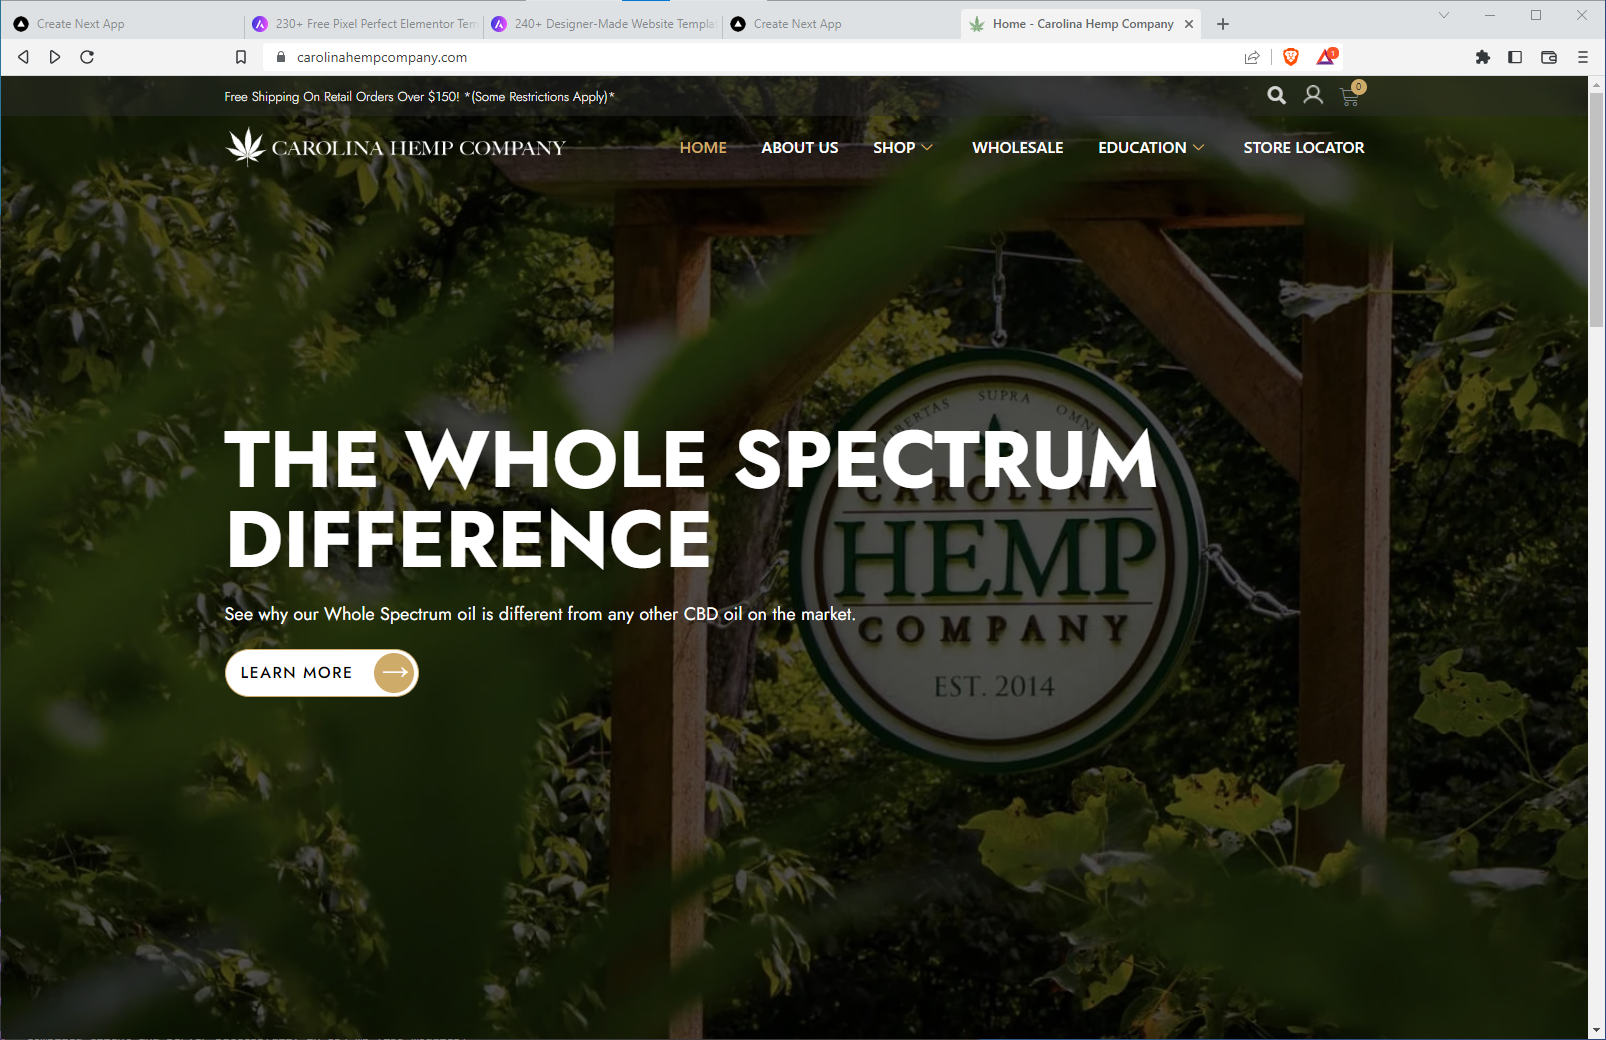 Create Next App
230+ Free Pixel Perfect Elementor Tem
240+ Designer-Made Website Templa
Create Next App
Home - Carolina Hemp Company
carolinahempcompany.com
1
Free Shipping On Retail Orders Over $150! *(Some Restrictions Apply)*
0
CAROLINA HEMP COMPANY
HOME
ABOUT US
SHOP
WHOLESALE
EDUCATION
STORE LOCATOR
LIBERTAS SUPRA OMN
THE WHOLE SPECTRUM
DIFFERENCE
CAROLINA
HEMP
COMPANY
EST. 2014
See why our Whole Spectrum oil is different from any other CBD oil on the market.
LEARN MORE